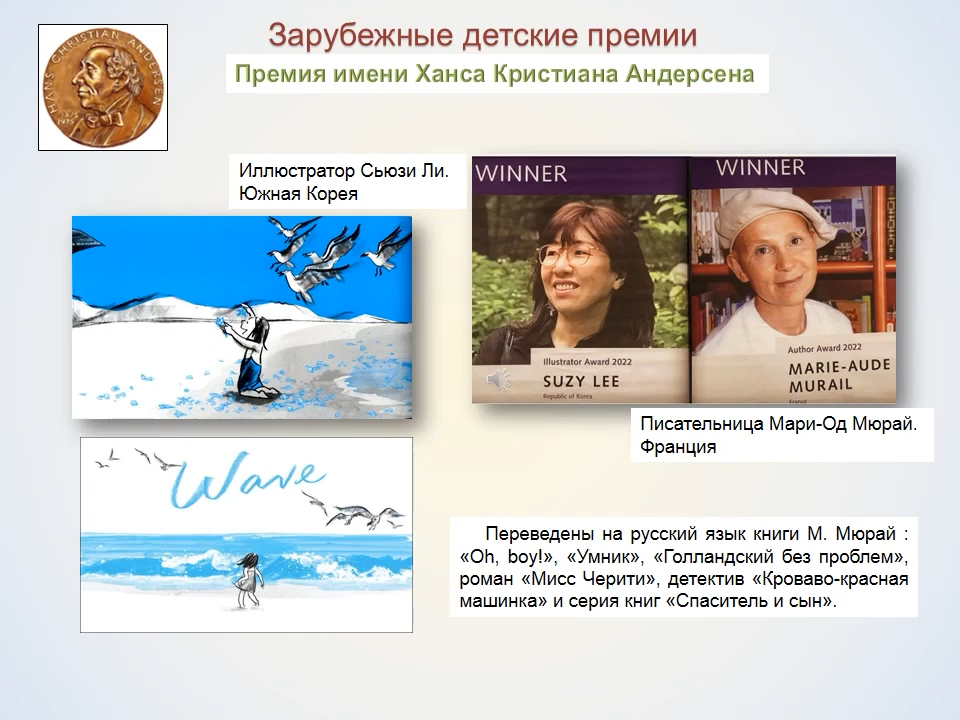 Зарубежные детские премии
Премия имени Ханса Кристиана Андерсена
HANS CHRISTIAN ANDERSEN
1875
1975
Иллюстратор Сьюзи Ли.
Южная Корея
WINNER
Illustrator Award 2022
SUZY LEE
Republic of Korea
WINNER
Author Award 2022
MARIE-AUDE
MURAIL
France
Писательница Мари-Од Мюрай.
Франция
Wave
Переведены на русский язык книги М. Мюрай :
«Oh, boy!», «Умник», «Голландский без проблем»,
роман «Мисс Черити», детектив «Кроваво-красная
машинка» и серия книг «Спаситель и сын».